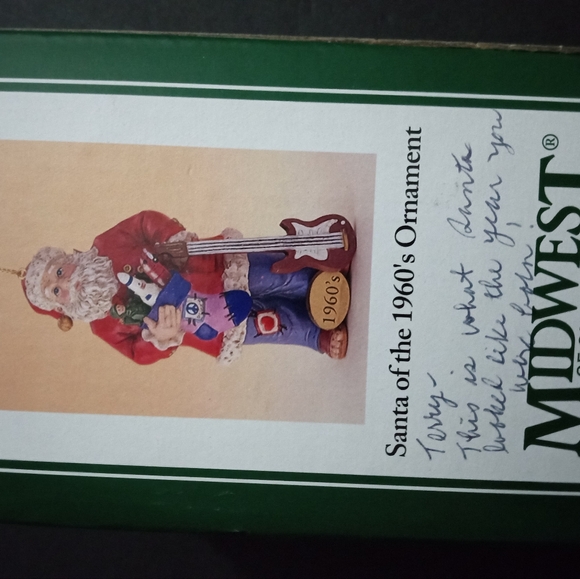 1960's
Santa of the 1960's Ornament
Terry-
This is what Santa
looked like the year you
were born!
MIDWEST®